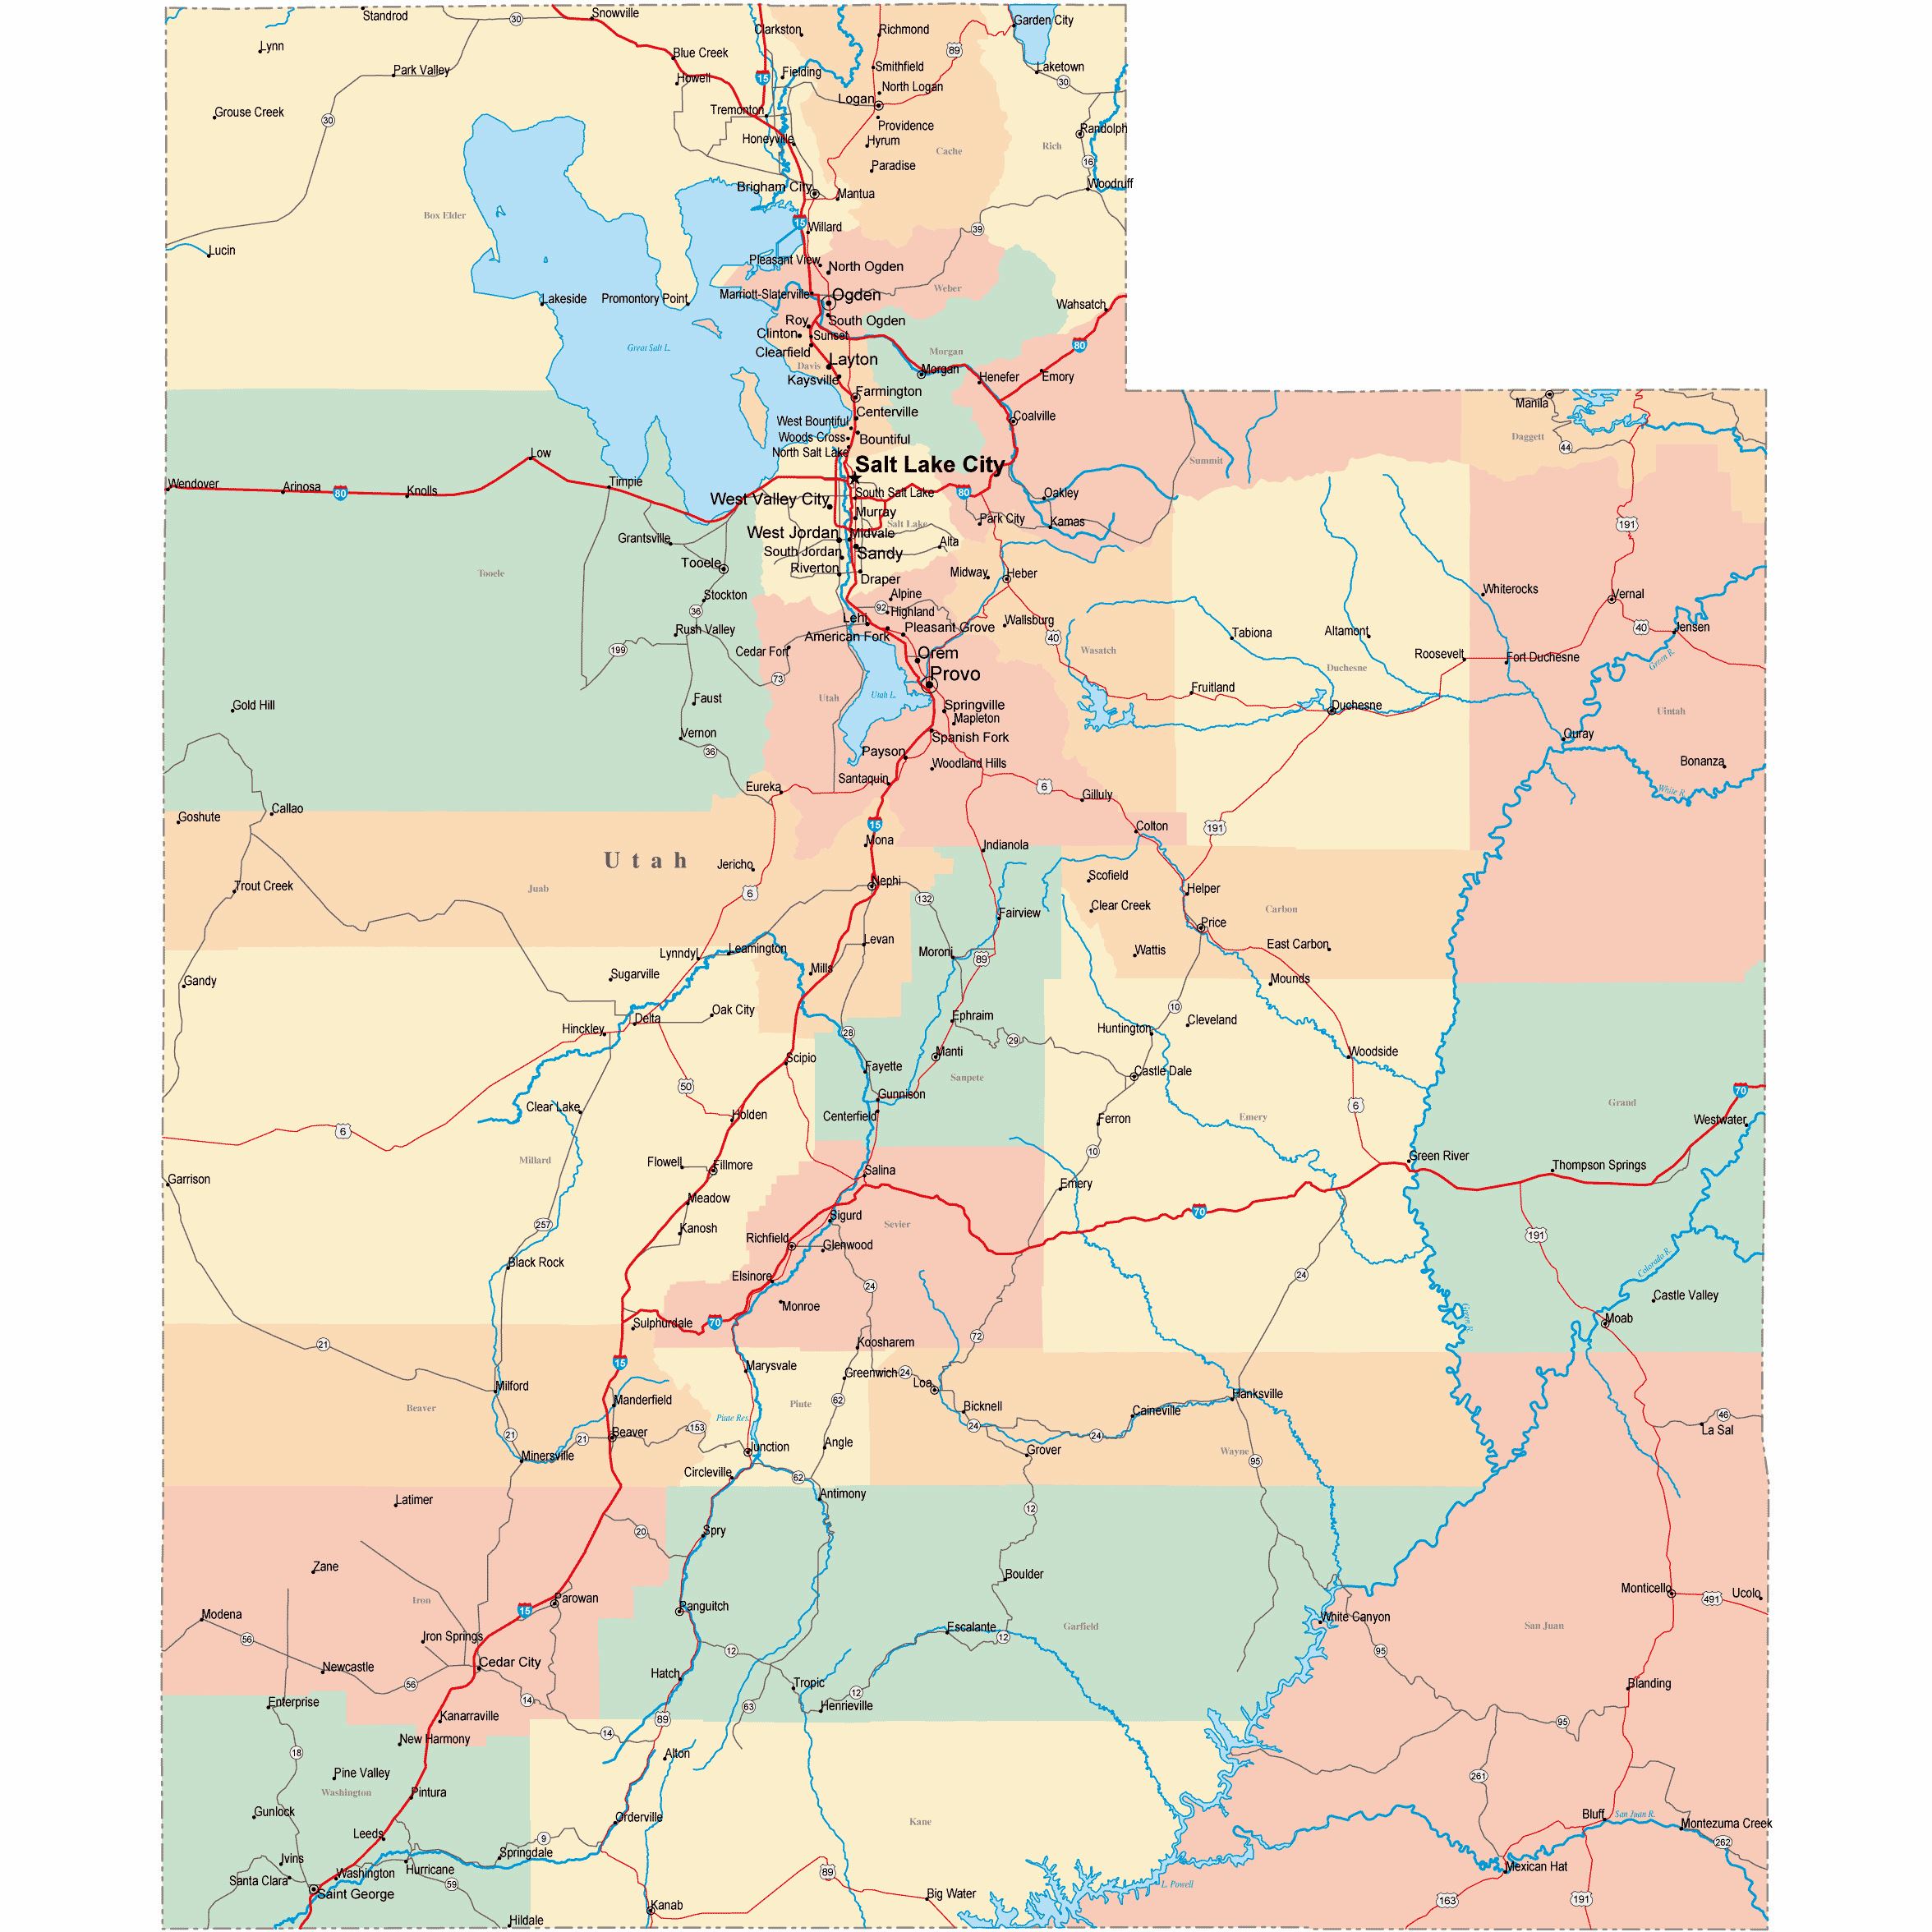 Standrod
30
Snowville
Clarkston
Richmond
Garden City
Lynn
Blue Creek
89
Park Valley
Howell
15
Fielding
Smithfield
Laketown
30
North Logan
Logan
Grouse Creek
30
Tremonton
Providence
Randolph
Honeyville
Hyrum
Cache
Rich
Paradise
16
Woodruff
Brigham City
Mantua
Box Elder
15
Willard
39
Lucin
Pleasant View
North Ogden
Weber
Lakeside
Promontory Point
Marriott-Slaterville
Ogden
Wahsatch
Roy
South Ogden
Clinton
Sunset
Great Salt L.
Clearfield
Morgan
80
Davis
Layton
Kaysville
Morgan
Henefer
Emory
Farmington
Manila
Centerville
Coalville
West Bountiful
Woods Cross
Bountiful
Daggett
44
North Salt Lake
Low
Salt Lake City
Summit
Wendover
Arinosa
80
Knolls
Timpie
South Salt Lake
80
Oakley
West Valley City
Murray
Park City
Kamas
191
Salt Lake
Grantsville
West Jordan
Midvale
Alta
South Jordan
Sandy
Tooele
Tooele
Riverton
Draper
Midway
Heber
Alpine
Whiterocks
Vernal
Stockton
36
92
Highland
Lehi
Wallsburg
Rush Valley
American Fork
Pleasant Grove
40
Tabiona
Altamont
40
Jensen
199
Cedar Fort
Orem
Wasatch
Roosevelt
Fort Duchesne
Green R.
73
Provo
Duchesne
Utah
Utah L.
Fruitland
Gold Hill
Faust
Springville
Duchesne
Uintah
Mapleton
Vernon
36
Spanish Fork
Ouray
Payson
Woodland Hills
Bonanza
Eureka
Santaquin
6
Gilluly
White R.
Callao
Goshute
15
Colton
191
Mona
Indianola
Utah
Jericho
Trout Creek
Juab
6
Nephi
Scofield
Helper
132
Clear Creek
Carbon
Fairview
Price
Levan
East Carbon
Lynndyl
Leamington
Moroni
89
Wattis
Sugarville
Mills
Mounds
Gandy
Oak City
10
Delta
Ephraim
Cleveland
Hinckley
28
29
Huntington
Scipio
Manti
Woodside
Fayette
Castle Dale
Sanpete
50
Gunnison
70
Clear Lake
Holden
Centerfield
Ferron
Emery
6
Grand
Westwater
6
Millard
Flowell
Fillmore
10
Green River
Garrison
Salina
Thompson Springs
Meadow
Emery
257
Kanosh
Sigurd
Sevier
70
Richfield
Glenwood
191
Black Rock
Elsinore
24
24
Colorado R.
Monroe
Castle Valley
Sulphurdale
70
Green R.
Moab
21
Koosharem
72
15
Marysvale
Greenwich
24
Loa
Milford
Manderfield
Hanksville
Beaver
Piute
62
Bicknell
Caineville
Piute Res.
24
46
21
21
Beaver
153
24
La Sal
Junction
Angle
Grover
Wayne
95
Minersville
Circleville
62
Latimer
Antimony
12
20
Spry
Zane
Boulder
Monticello
Ucolo
Iron
Parowan
Panguitch
491
Modena
15
White Canyon
56
Iron Springs
Escalante
12
Garfield
San Juan
12
95
Newcastle
Cedar City
Hatch
56
Tropic
12
Blanding
Enterprise
14
63
Henrieville
Kanarraville
89
95
New Harmony
14
18
Alton
Pine Valley
261
Washington
Pintura
Gunlock
Orderville
Kane
Bluff
San Juan R.
Montezuma Creek
Leeds
9
262
Ivins
Springdale
Santa Clara
Washington
Hurricane
89
Mexican Hat
59
L. Powell
Saint George
Big Water
163
191
Kanab
Hildale